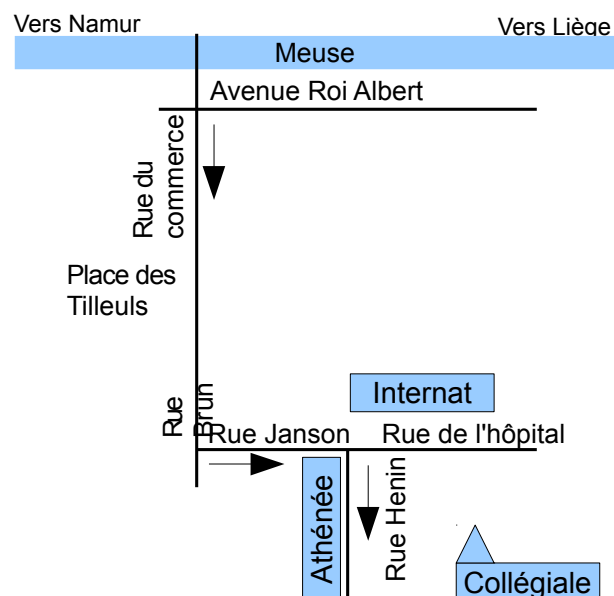 Vers Namur
Vers Liège
Meuse
Avenue Roi Albert
Rue du
commerce
Place des
Tilleuls
Internat
Rue
Brun
Rue Janson
Rue de l'hôpital
Athénée
Rue Henin
Collégiale